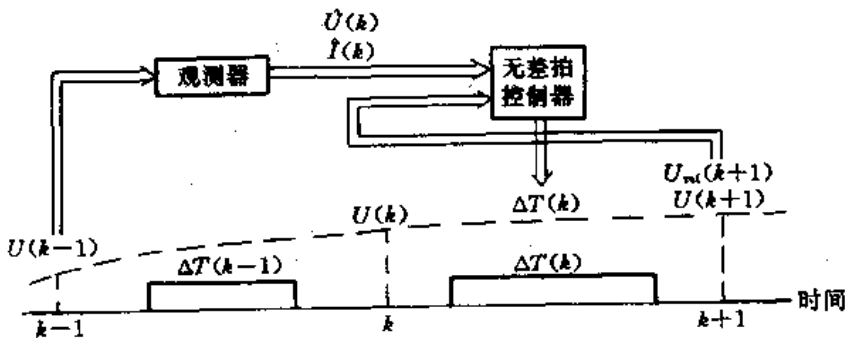 Û(k)
Î(k)
观测器
无差拍
控制器
U_ref(k+1)
U(k-1)
U(k)
ΔT(k)
U(k+1)
ΔT(k-1)
ΔT(k)
时间
k-1
k
k+1